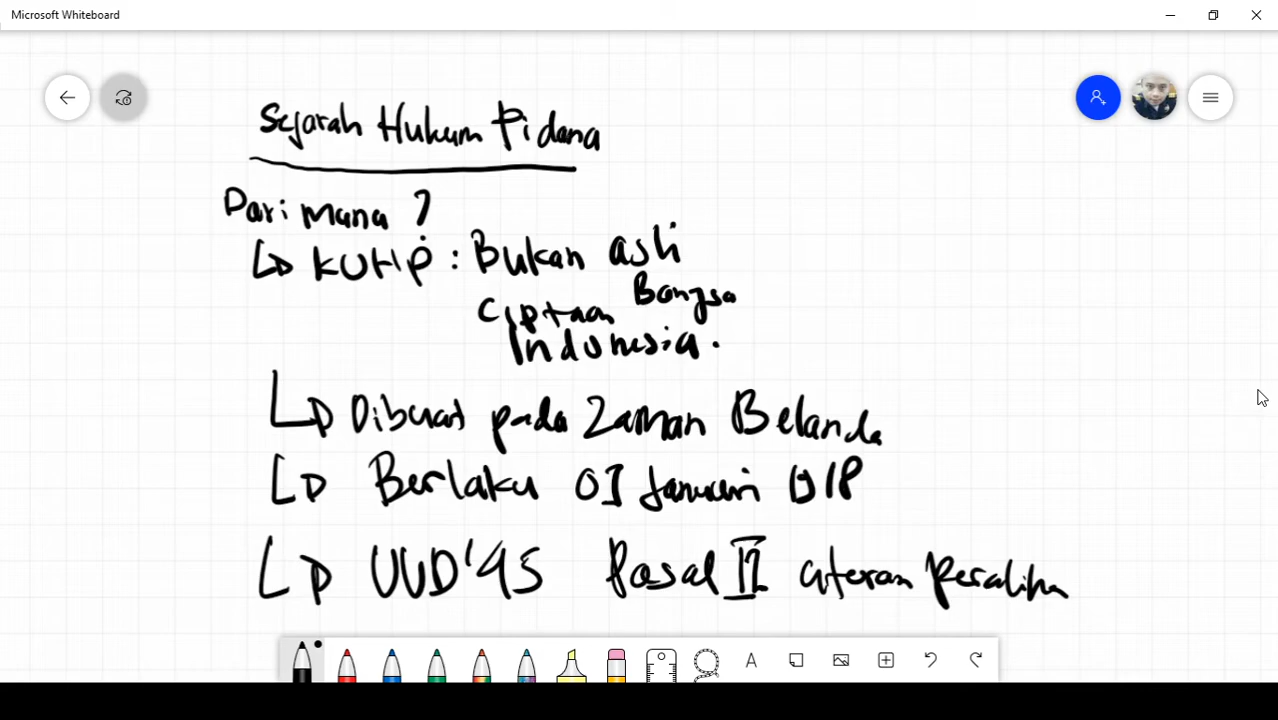 Microsoft Whiteboard
Sejarah Hukum Pidana
Dari mana ?
KUHP : Bukan asli
Ciptaan Bangsa
Indonesia.
Dibuat pada Zaman Belanda
Berlaku 01 Januari 1918
UUD'45 Pasal II aturan peralihan
A